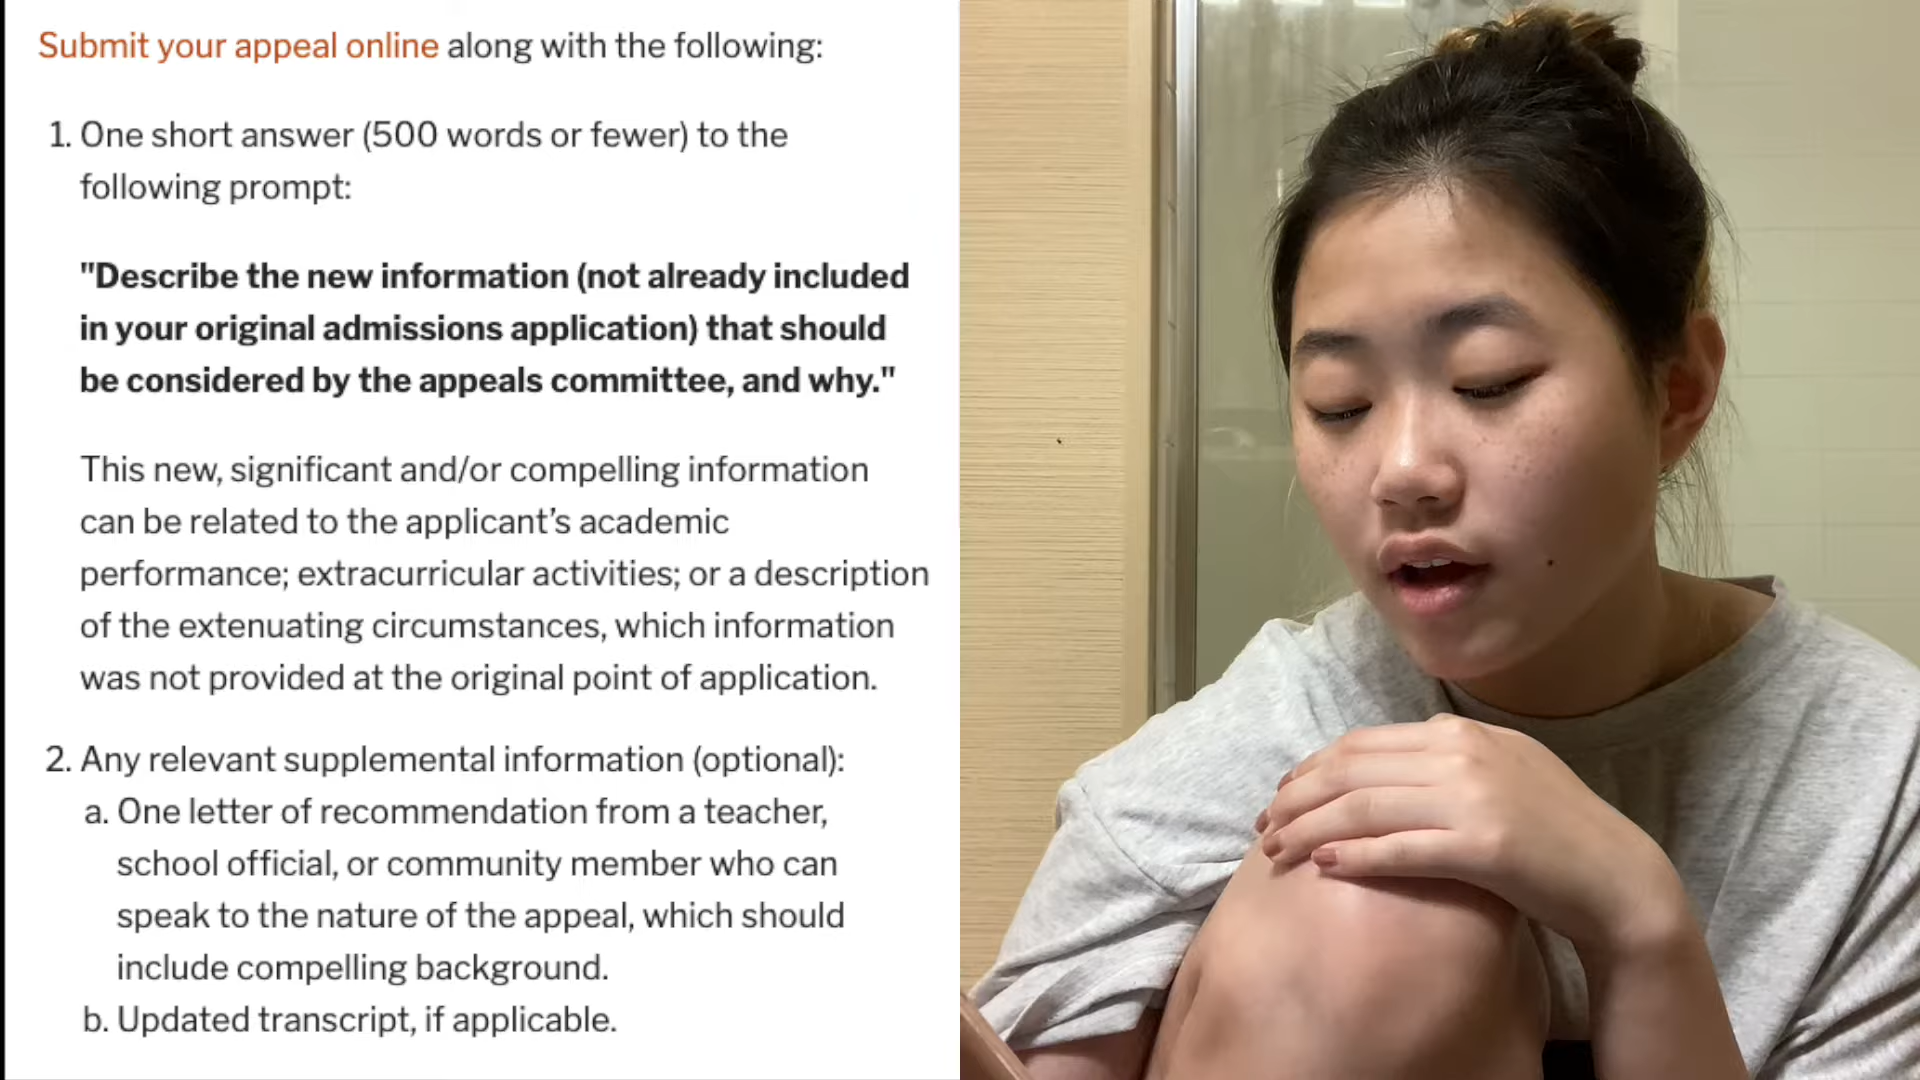 Submit your appeal online along with the following:
1. One short answer (500 words or fewer) to the
following prompt:
"Describe the new information (not already included
in your original admissions application) that should
be considered by the appeals committee, and why."
This new, significant and/or compelling information
can be related to the applicant’s academic
performance; extracurricular activities; or a description
of the extenuating circumstances, which information
was not provided at the original point of application.
2. Any relevant supplemental information (optional):
a. One letter of recommendation from a teacher,
school official, or community member who can
speak to the nature of the appeal, which should
include compelling background.
b. Updated transcript, if applicable.